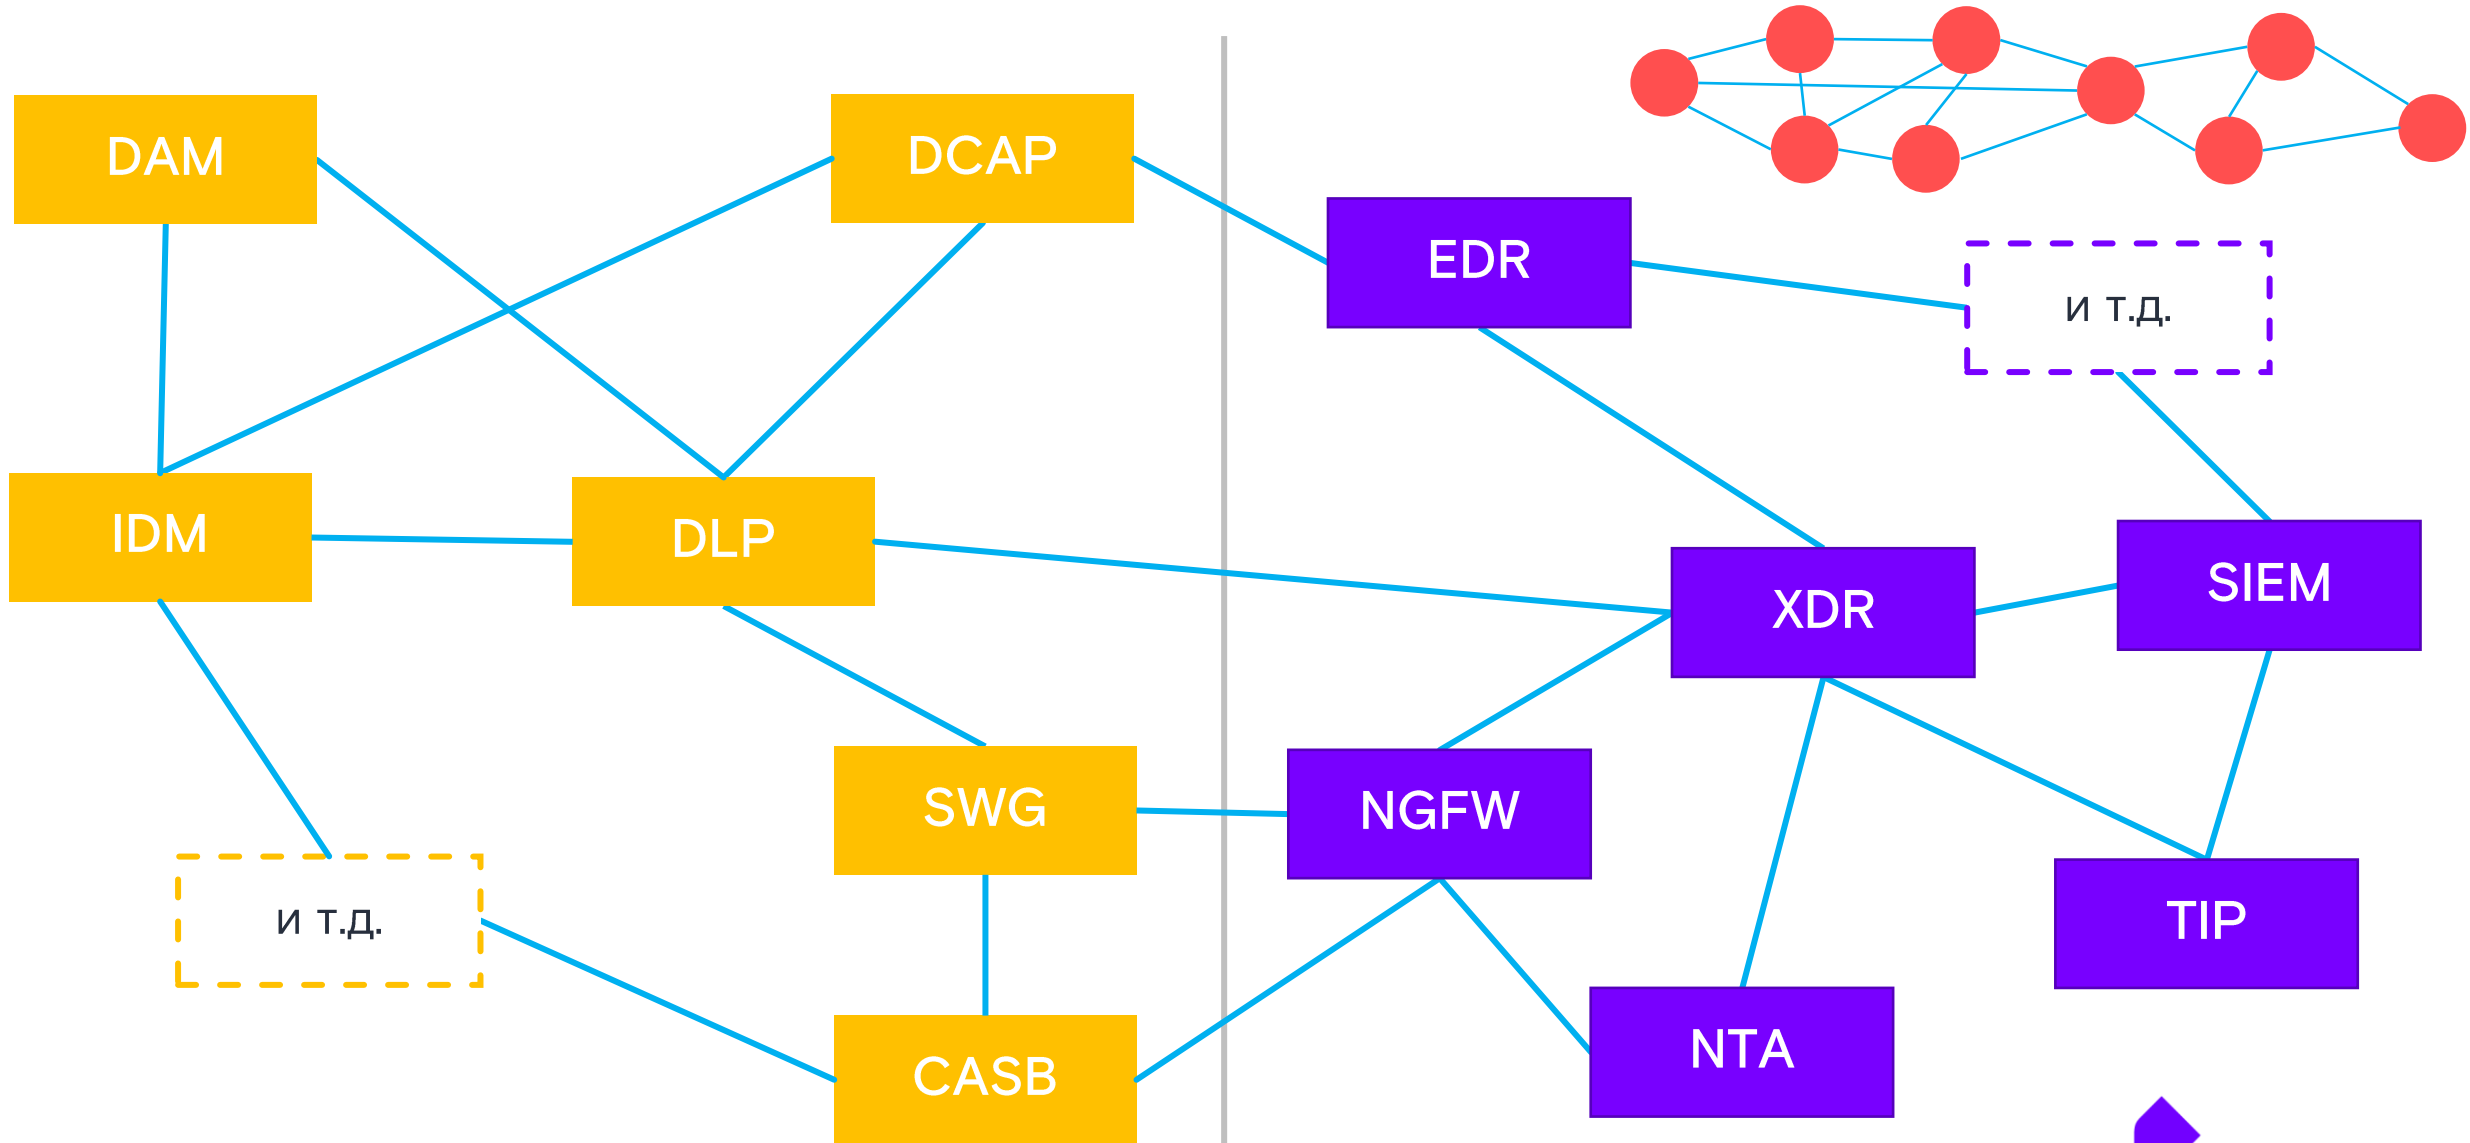 DAM
DCAP
EDR
и т.д.
IDM
DLP
XDR
SIEM
SWG
NGFW
и т.д.
TIP
NTA
CASB